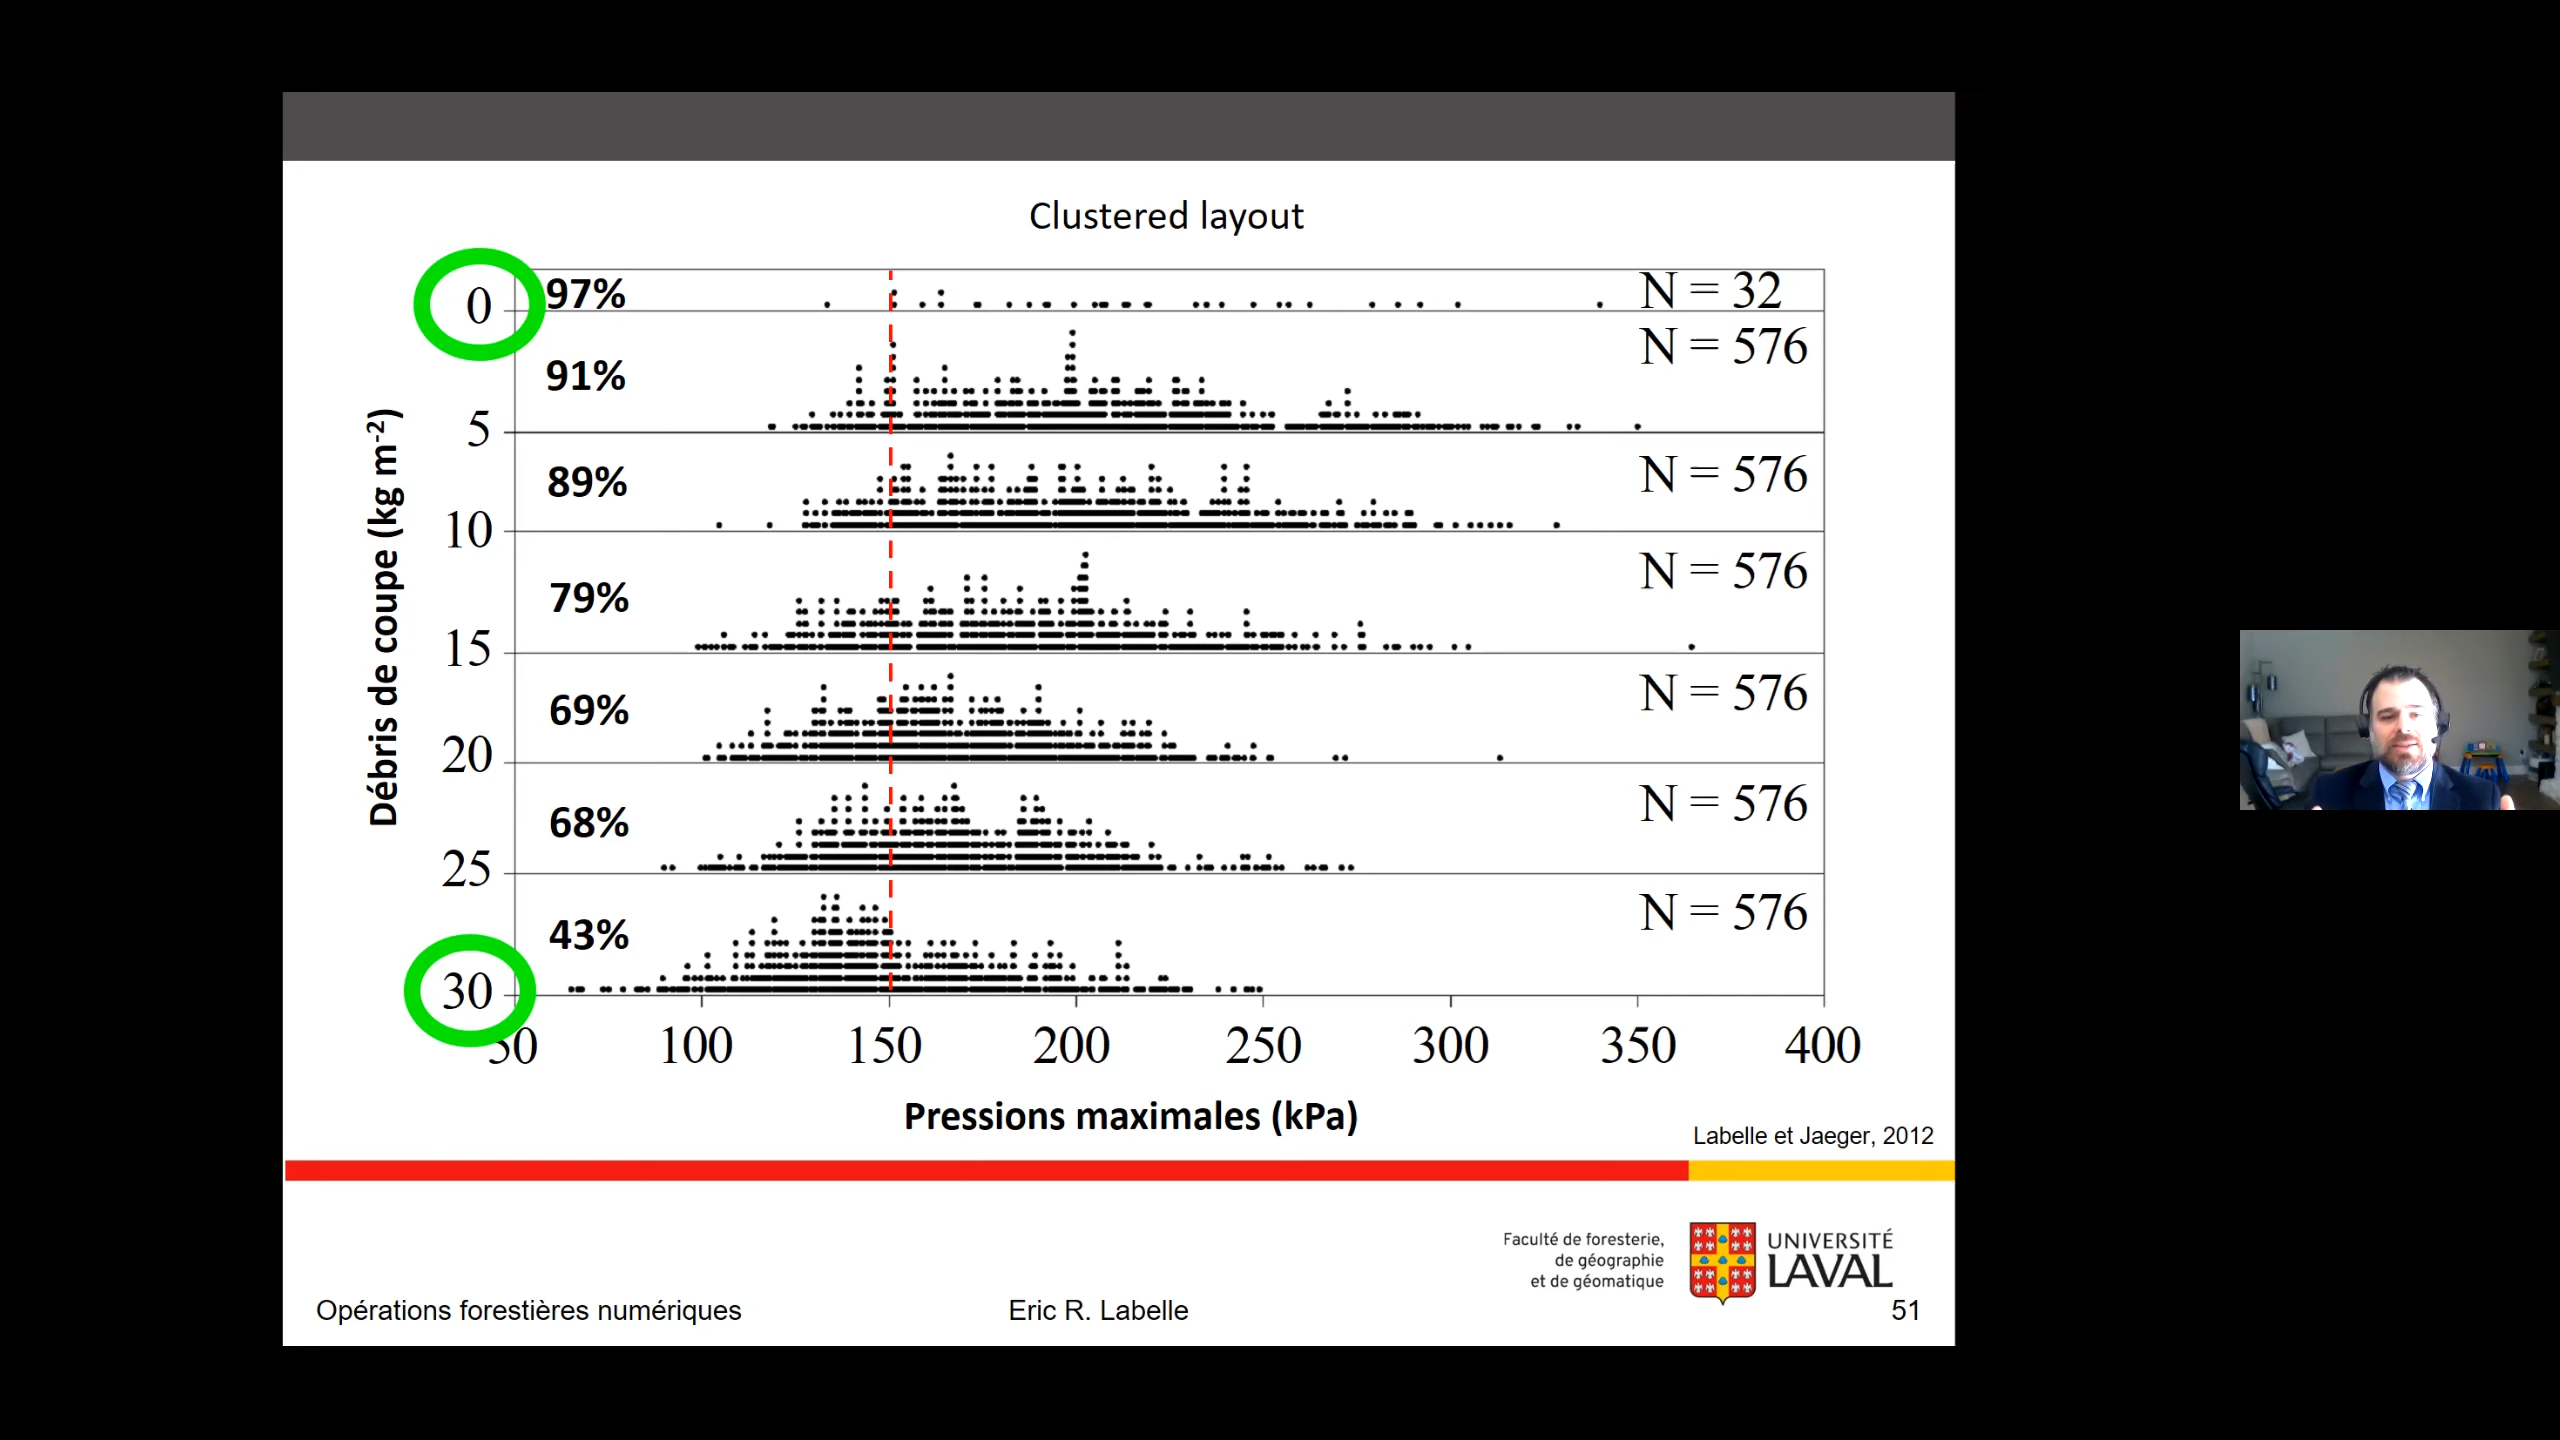 Clustered layout
0 97% N = 32
N = 576
91%
5
89% N = 576
10
N = 576
79%
15
N = 576
69%
20
N = 576
68%
25
N = 576
43%
30
50 100 150 200 250 300 350 400
Débris de coupe (kg m-2)
Pressions maximales (kPa)
Labelle et Jaeger, 2012
Faculté de foresterie,
de géographie
et de géomatique
UNIVERSITÉ
LAVAL
Opérations forestières numériques Eric R. Labelle 51